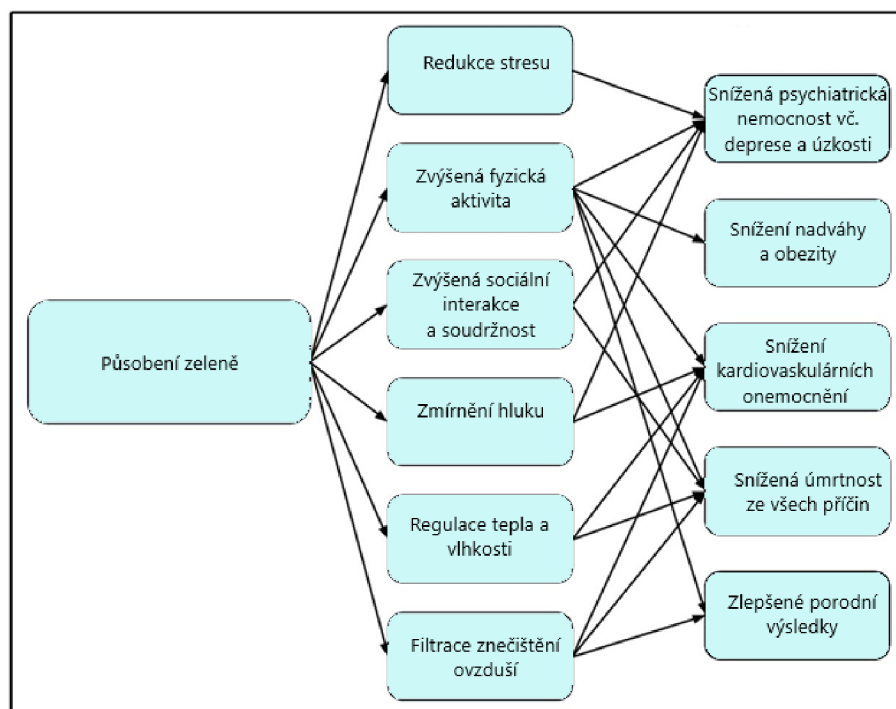 Působení zeleně
Redukce stresu
Zvýšená fyzická
aktivita
Zvýšená sociální
interakce
a soudržnost
Zmírnění hluku
Regulace tepla a
vlhkosti
Filtrace znečištění
ovzduší
Snížená psychiatrická
nemocnost vč.
deprese a úzkosti
Snížení nadváhy
a obezity
Snížení
kardiovaskulárních
onemocnění
Snížená úmrtnost
ze všech příčin
Zlepšené porodní
výsledky